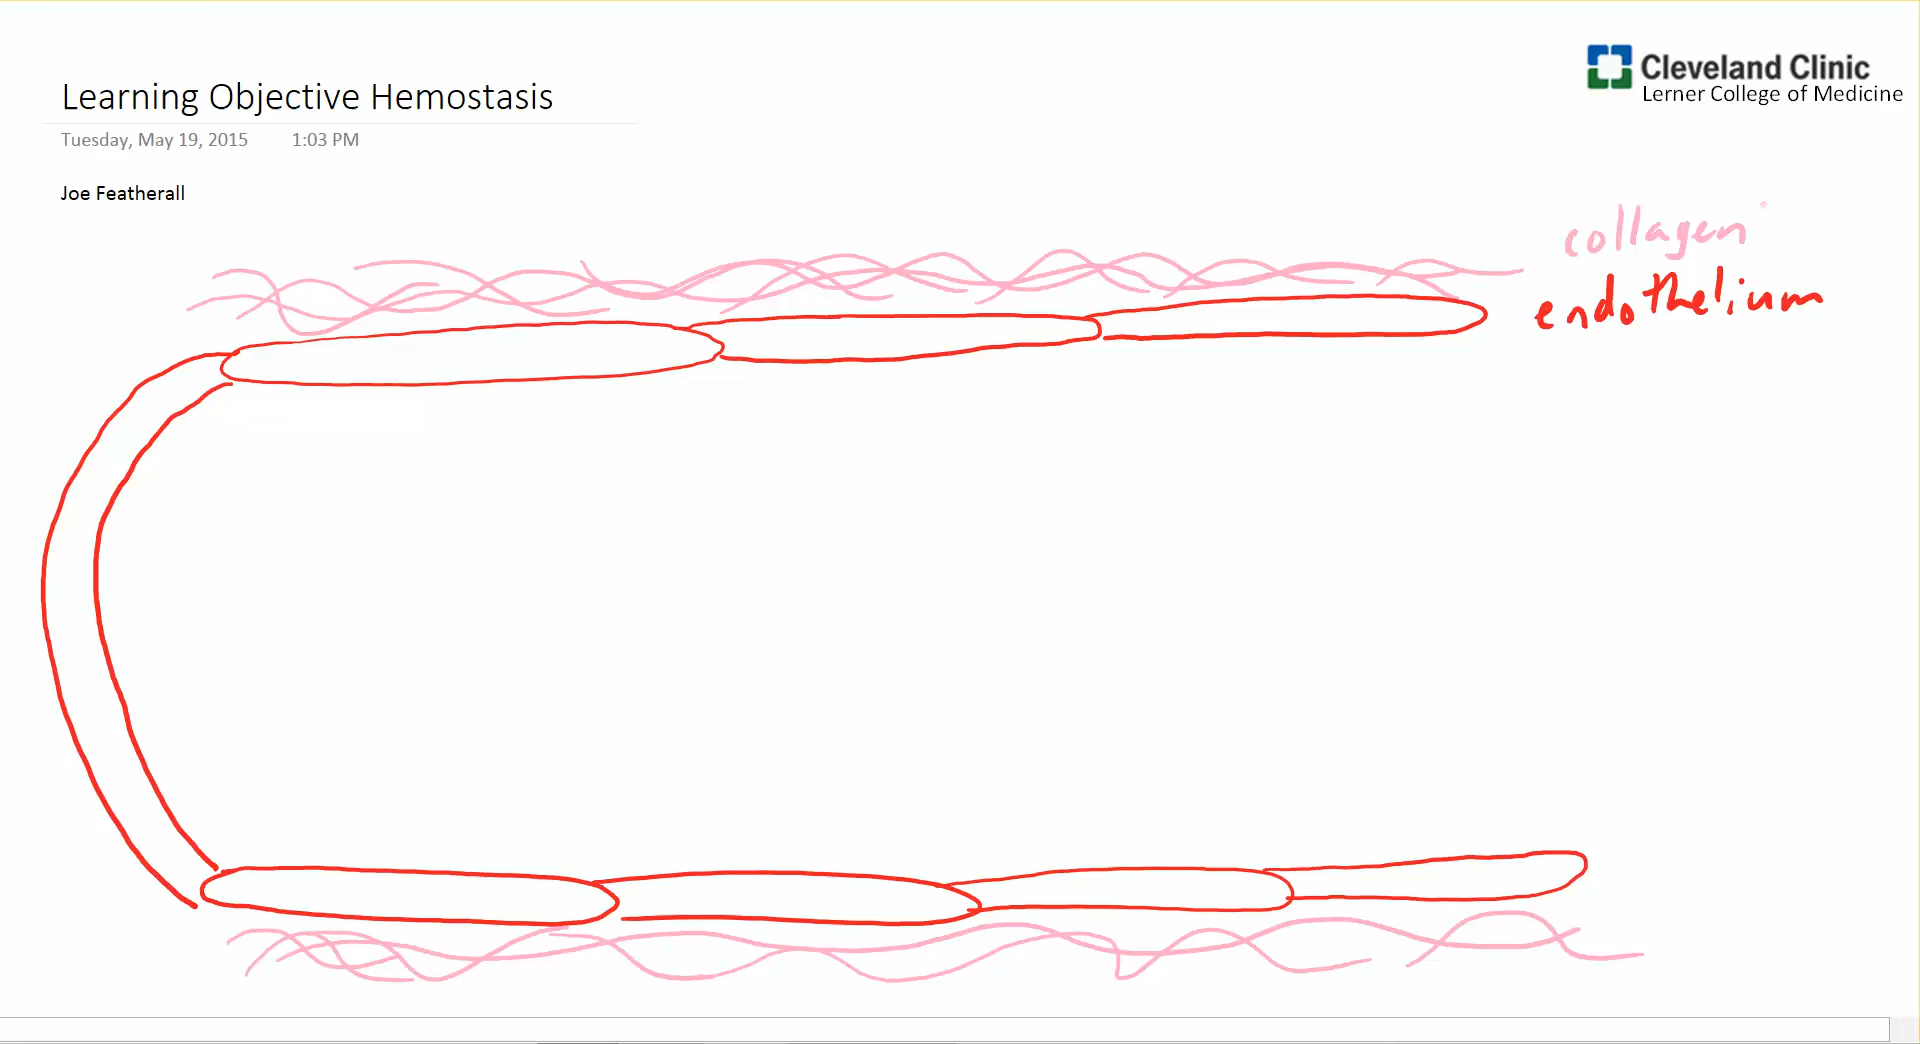 Cleveland Clinic
Lerner College of Medicine
Learning Objective Hemostasis
Tuesday, May 19, 2015 1:03 PM
Joe Featherall
collagen
endothelium